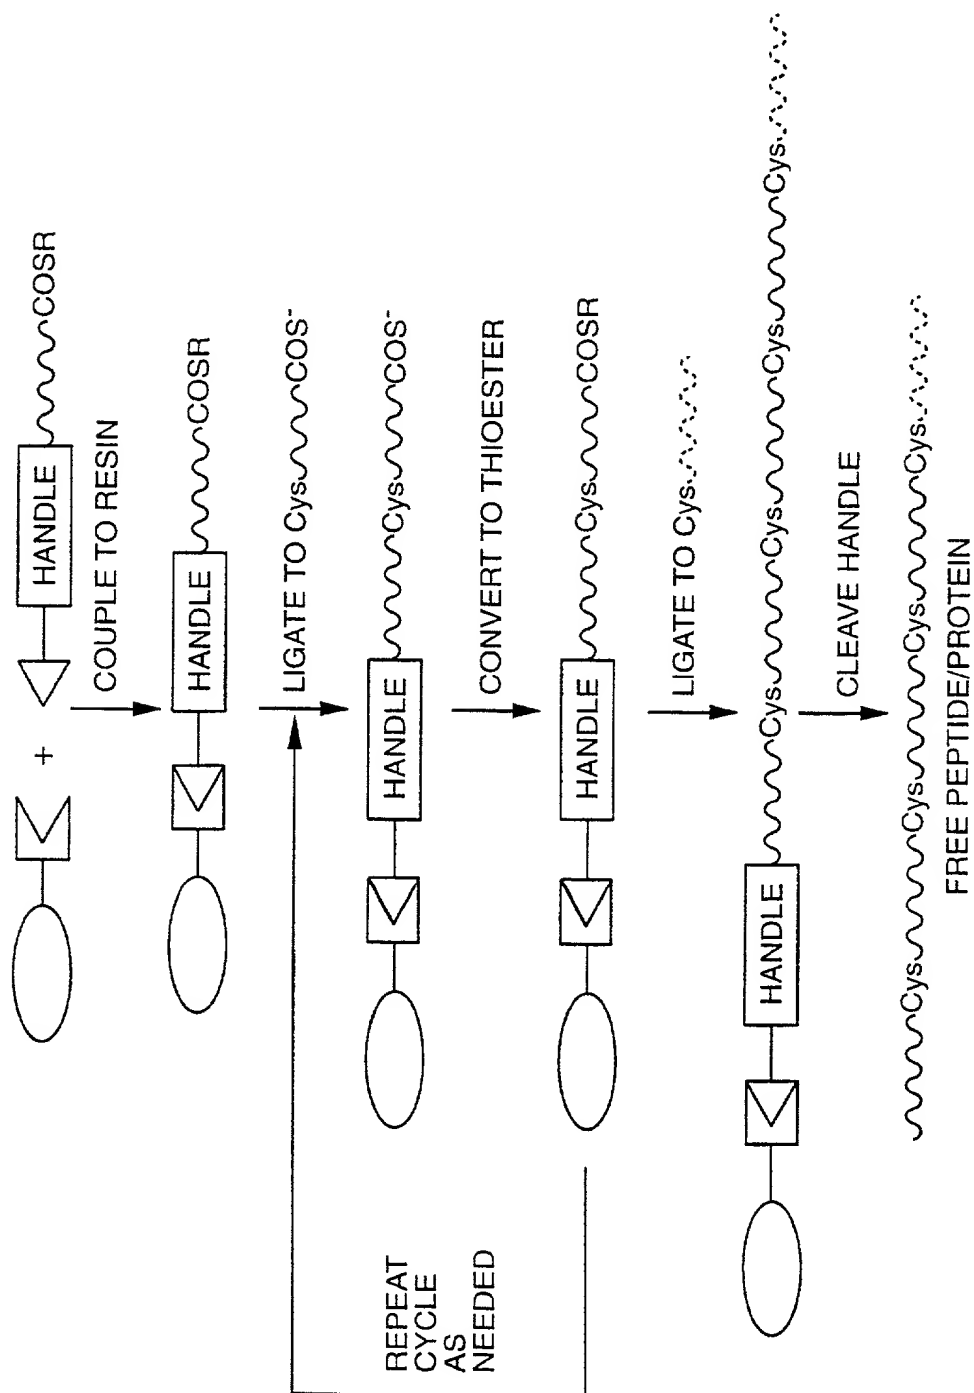 +
HANDLE COSR
COUPLE TO RESIN
HANDLE COSR
LIGATE TO Cys COS-
HANDLE Cys COS-
CONVERT TO THIOESTER
HANDLE Cys COSR
REPEAT
CYCLE
AS
NEEDED
LIGATE TO Cys
HANDLE Cys Cys Cys Cys
CLEAVE HANDLE
Cys Cys Cys Cys
FREE PEPTIDE/PROTEIN